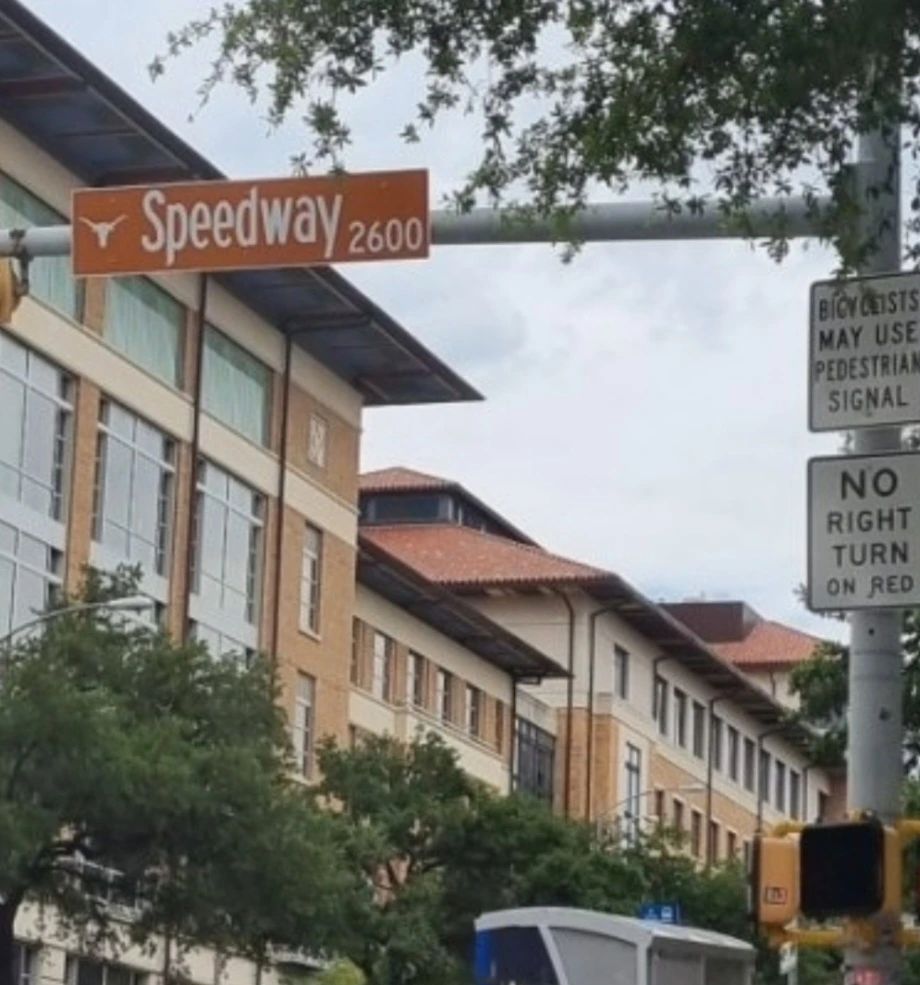 Speedway 2600
BICYCLISTS
MAY USE
PEDESTRIAN
SIGNAL
NO
RIGHT
TURN
ON RED